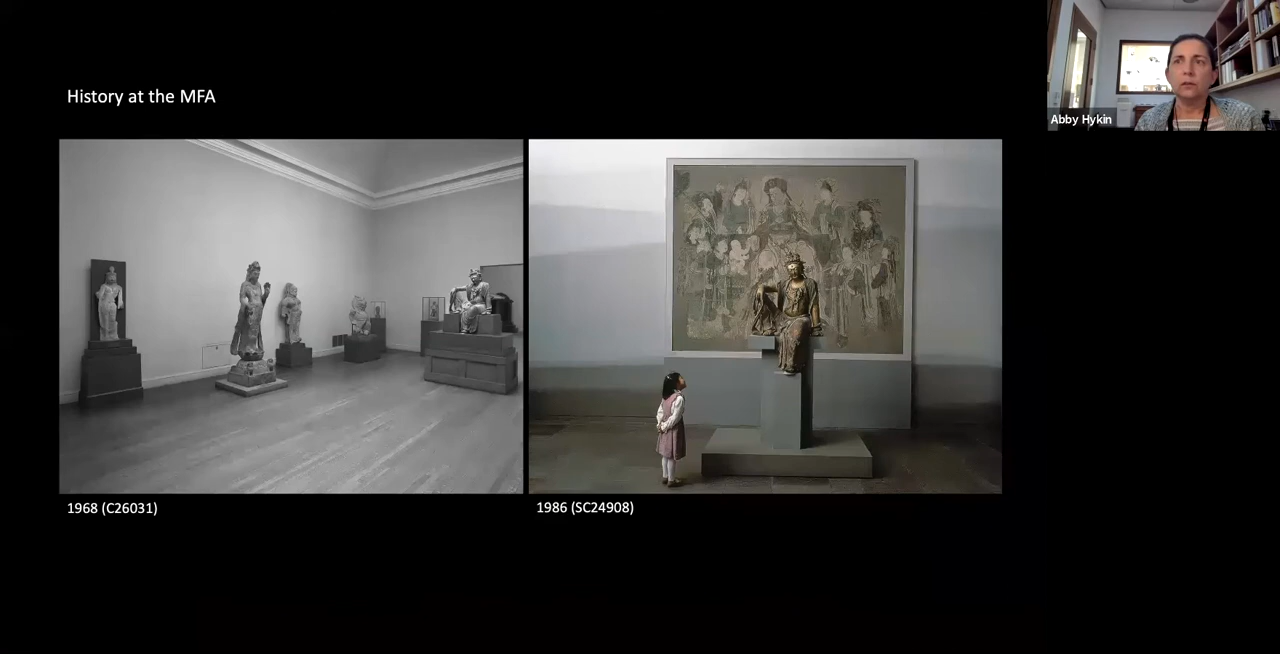 History at the MFA
Abby Hykin
1968 (C26031)
1986 (SC24908)